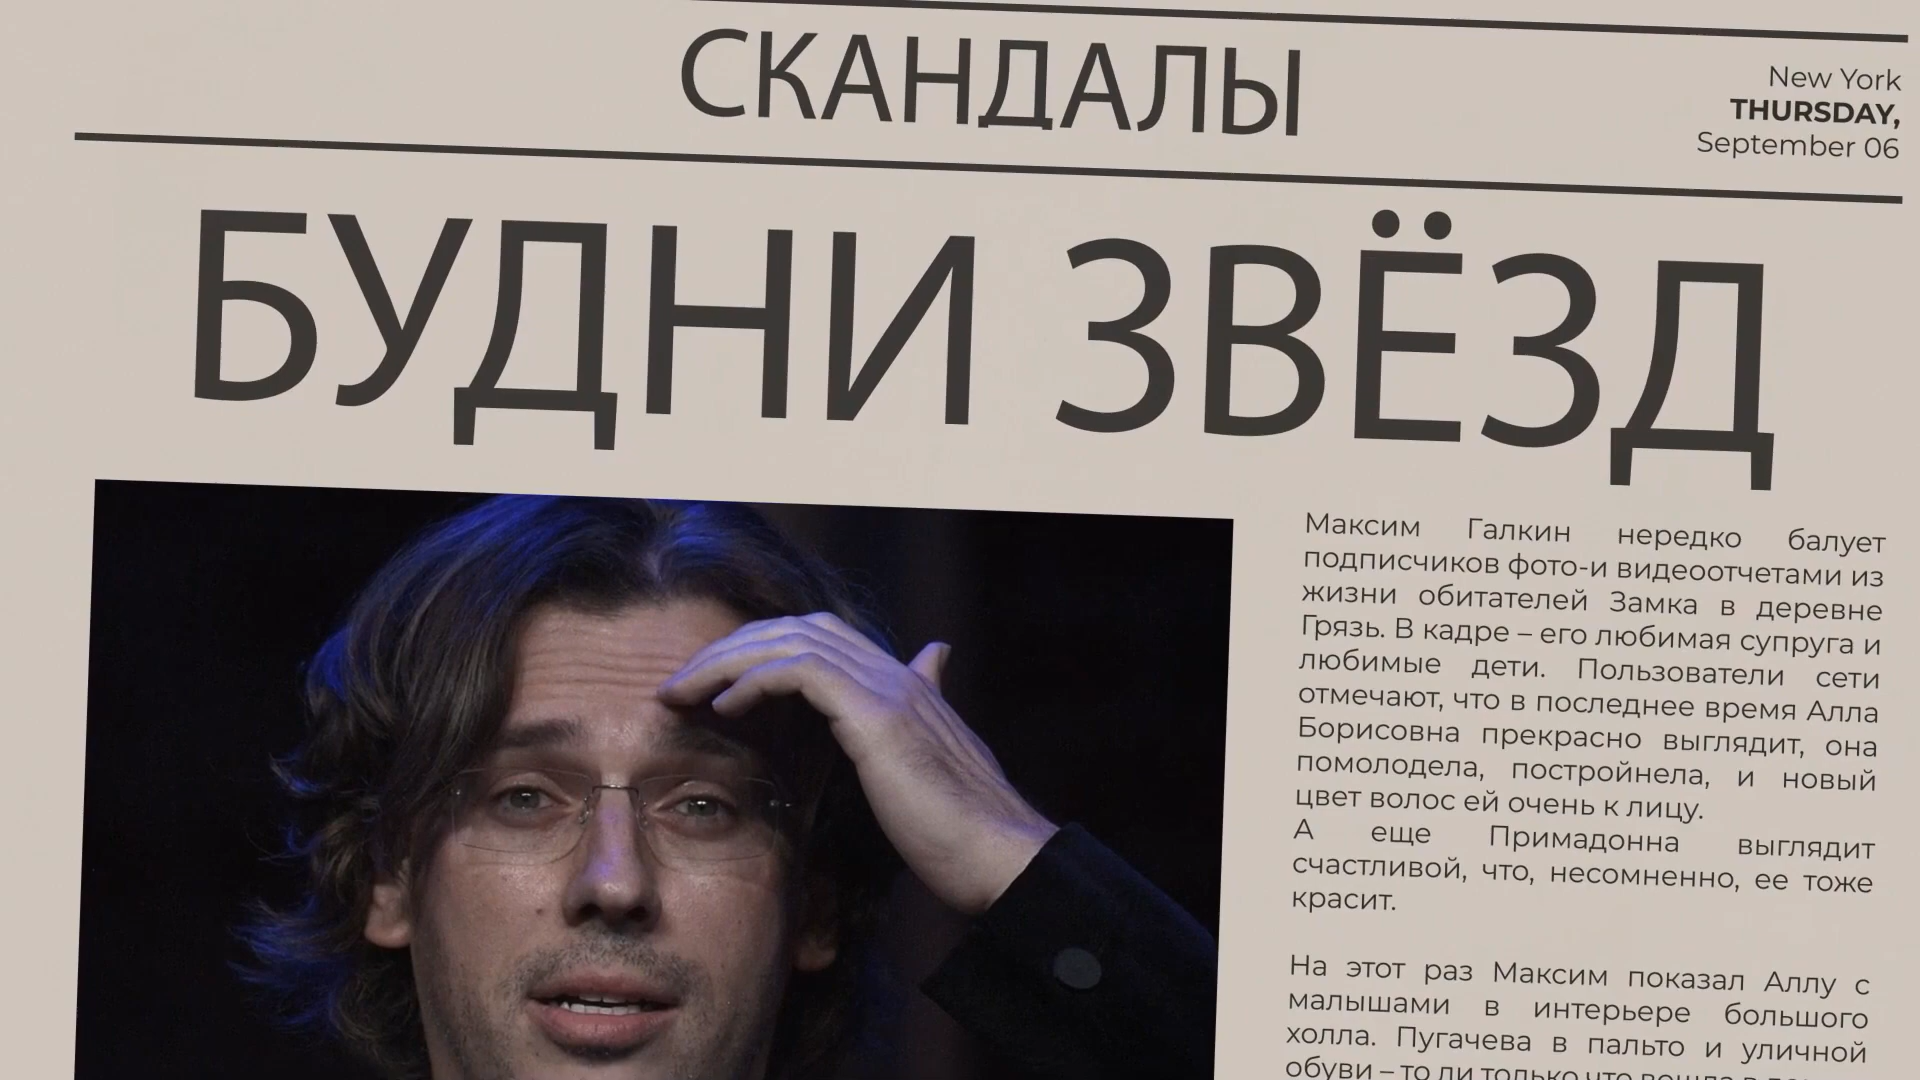 СКАНДАЛЫ
New York
THURSDAY,
September 06
БУДНИ ЗВЁЗД
Максим Галкин нередко балует
подписчиков фото-и видеоотчетами из
жизни обитателей Замка в деревне
Грязь. В кадре – его любимая супруга и
любимые дети. Пользователи сети
отмечают, что в последнее время Алла
Борисовна прекрасно выглядит, она
помолодела, постройнела, и новый
цвет волос ей очень к лицу.
А еще Примадонна выглядит
счастливой, что, несомненно, ее тоже
красит.
На этот раз Максим показал Аллу с
малышами в интерьере большого
холла. Пугачева в пальто и уличной
обуви – то ли только что вошла в